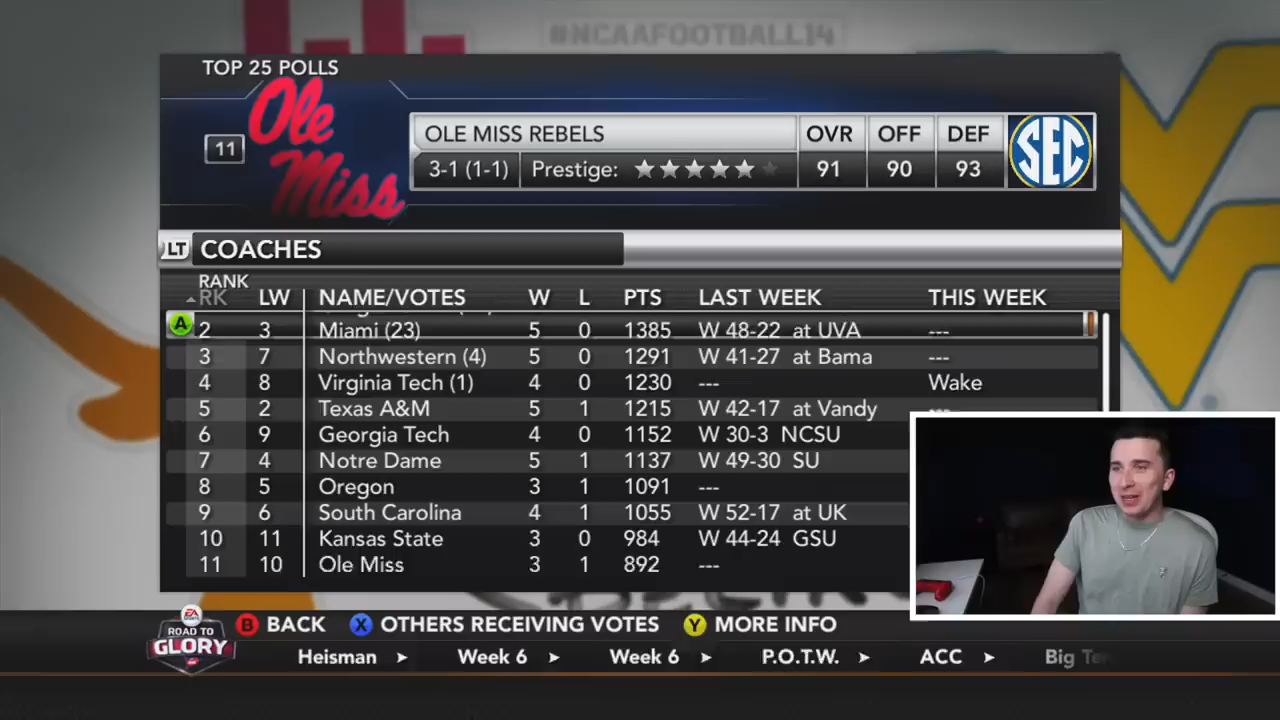 #NCAAFOOTBALL14
TOP 25 POLLS
11
Ole Miss
OLE MISS REBELS OVR OFF DEF SEC
3-1 (1-1) Prestige: 91 90 93
LT COACHES
RANK
RK LW NAME/VOTES W L PTS LAST WEEK THIS WEEK
A 2 3 Miami (23) 5 0 1385 W 48-22 at UVA ---
3 7 Northwestern (4) 5 0 1291 W 41-27 at Bama ---
4 8 Virginia Tech (1) 4 0 1230 --- Wake
5 2 Texas A&M 5 1 1215 W 42-17 at Vandy ---
6 9 Georgia Tech 4 0 1152 W 30-3 NCSU
7 4 Notre Dame 5 1 1137 W 49-30 SU
8 5 Oregon 3 1 1091 ---
9 6 South Carolina 4 1 1055 W 52-17 at UK
10 11 Kansas State 3 0 984 W 44-24 GSU
11 10 Ole Miss 3 1 892 ---
EA SPORTS ROAD TO GLORY
B BACK X OTHERS RECEIVING VOTES Y MORE INFO
Heisman Week 6 Week 6 P.O.T.W. ACC Big